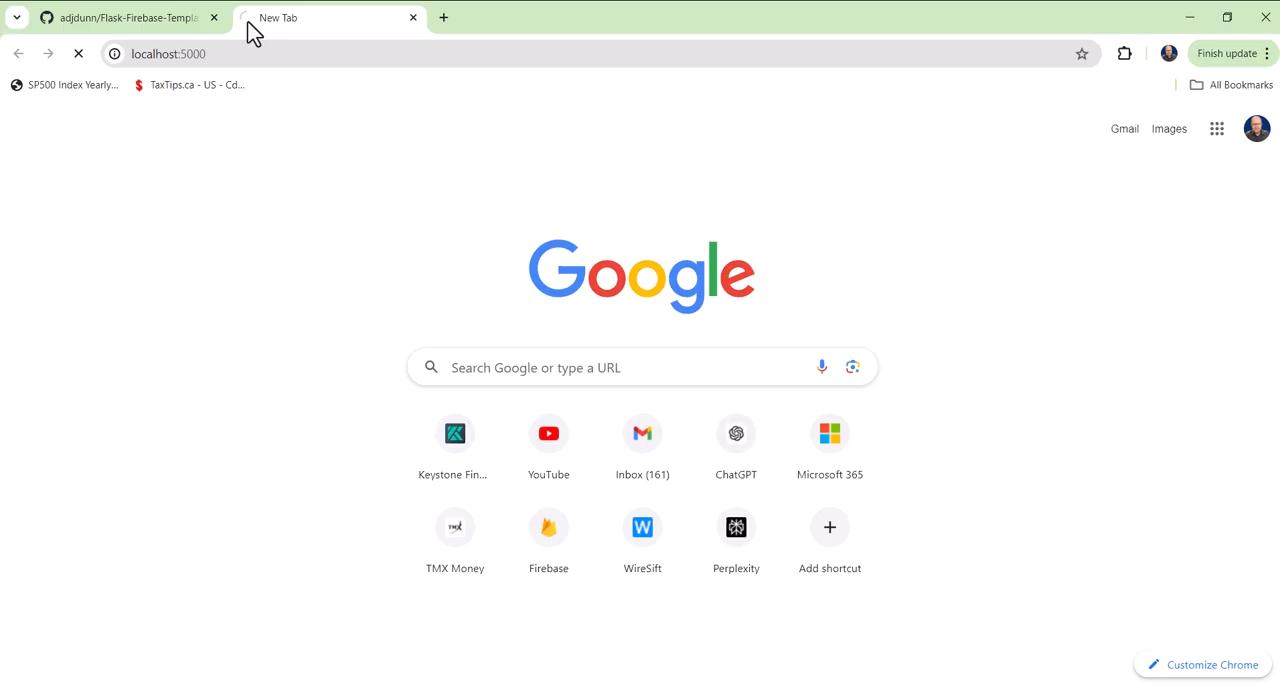 adjdunn/Flask-Firebase-Templa
New Tab
localhost:5000
Finish update
SP500 Index Yearly...
TaxTips.ca - US - Cd...
All Bookmarks
Gmail
Images
Google
Search Google or type a URL
Keystone Fin...
YouTube
Inbox (161)
ChatGPT
Microsoft 365
TMX
W
TMX Money
Firebase
WireSift
Perplexity
Add shortcut
Customize Chrome